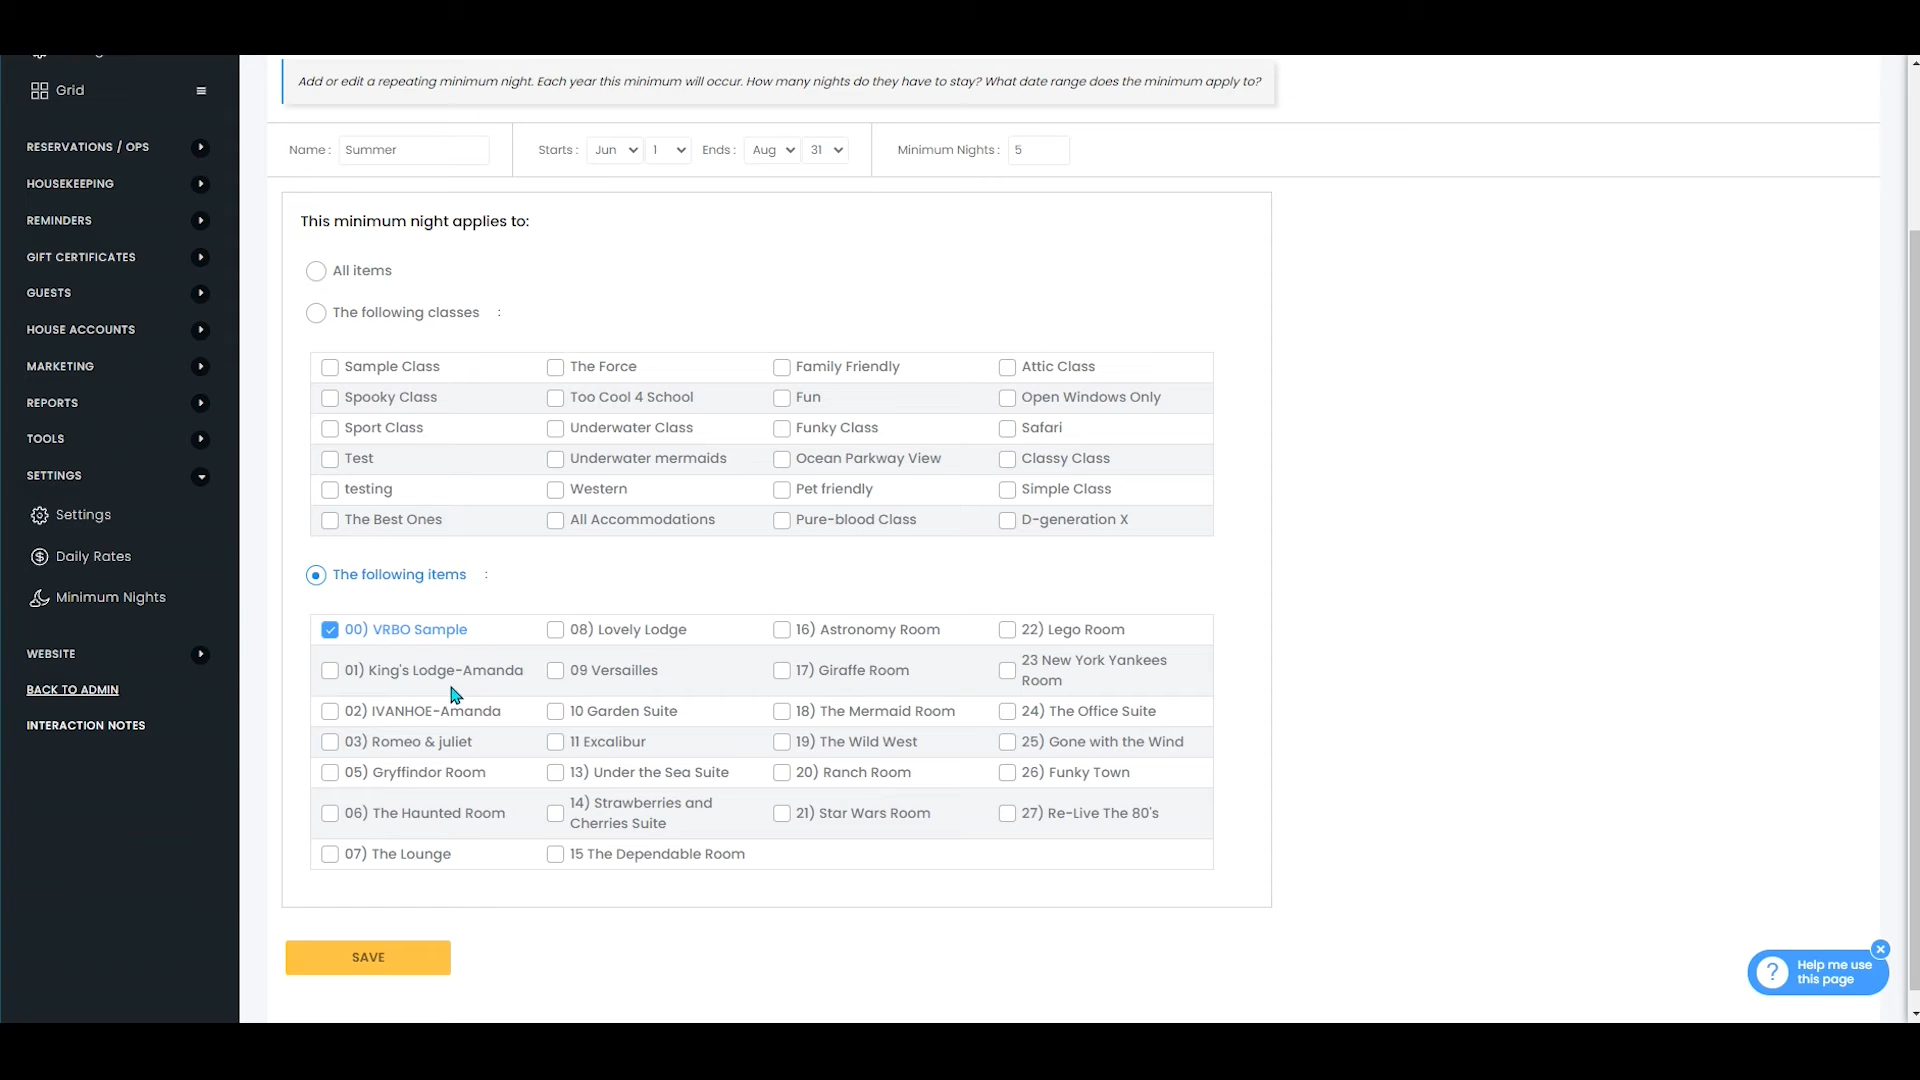 Grid
RESERVATIONS / OPS
HOUSEKEEPING
REMINDERS
GIFT CERTIFICATES
GUESTS
HOUSE ACCOUNTS
MARKETING
REPORTS
TOOLS
SETTINGS
Settings
Daily Rates
Minimum Nights
WEBSITE
BACK TO ADMIN
INTERACTION NOTES
Add or edit a repeating minimum night. Each year this minimum will occur. How many nights do they have to stay? What date range does the minimum apply to?
Name : Summer Starts : Jun 1 Ends : Aug 31 Minimum Nights : 5
This minimum night applies to:
All items
The following classes :
Sample Class The Force Family Friendly Attic Class
Spooky Class Too Cool 4 School Fun Open Windows Only
Sport Class Underwater Class Funky Class Safari
Test Underwater mermaids Ocean Parkway View Classy Class
testing Western Pet friendly Simple Class
The Best Ones All Accommodations Pure-blood Class D-generation X
The following items :
00) VRBO Sample 08) Lovely Lodge 16) Astronomy Room 22) Lego Room
01) King's Lodge-Amanda 09 Versailles 17) Giraffe Room 23 New York Yankees
Room
02) IVANHOE-Amanda 10 Garden Suite 18) The Mermaid Room 24) The Office Suite
03) Romeo & juliet 11 Excalibur 19) The Wild West 25) Gone with the Wind
05) Gryffindor Room 13) Under the Sea Suite 20) Ranch Room 26) Funky Town
06) The Haunted Room 14) Strawberries and
Cherries Suite 21) Star Wars Room 27) Re-Live The 80's
07) The Lounge 15 The Dependable Room
SAVE
? Help me use
this page